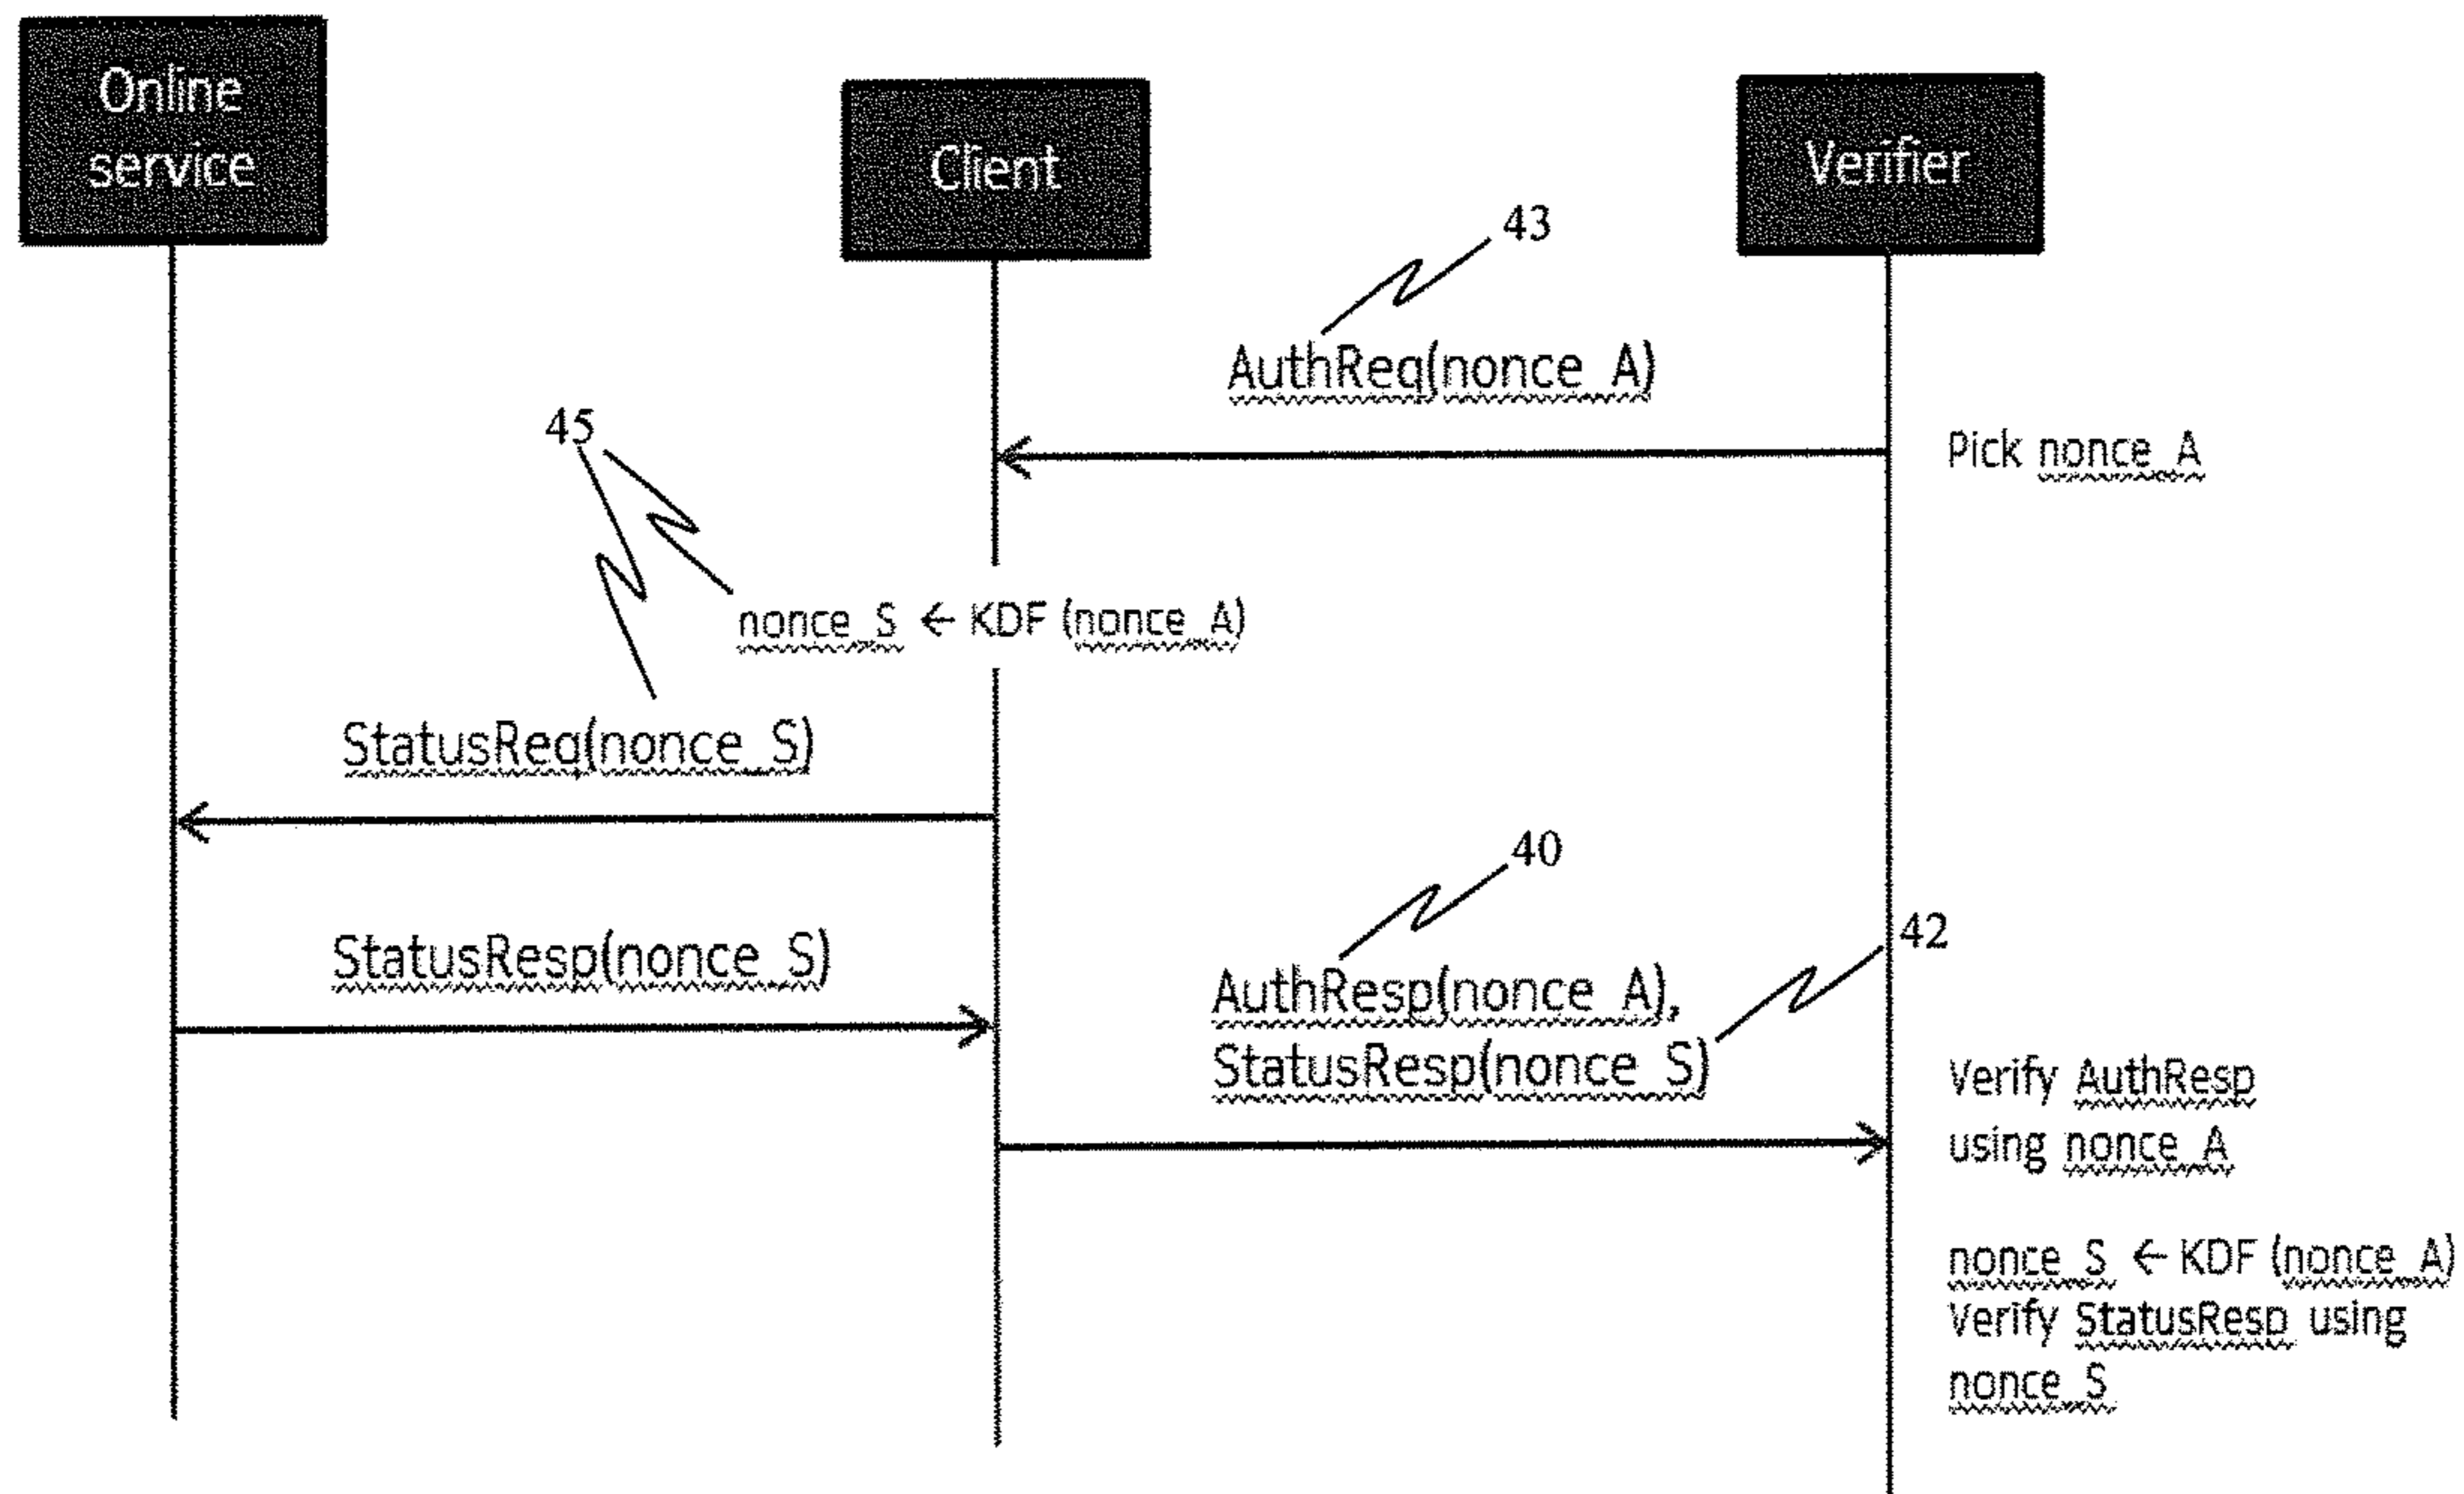 Online
service
Client
Verifier
43
AuthReq(nonce_A)
Pick nonce_A
45
nonce_S ← KDF (nonce_A)
StatusReq(nonce_S)
40
StatusResp(nonce_S)
42
AuthResp(nonce_A),
StatusResp(nonce_S)
Verify AuthResp
using nonce_A
nonce_S ← KDF (nonce_A)
Verify StatusResp using
nonce_S